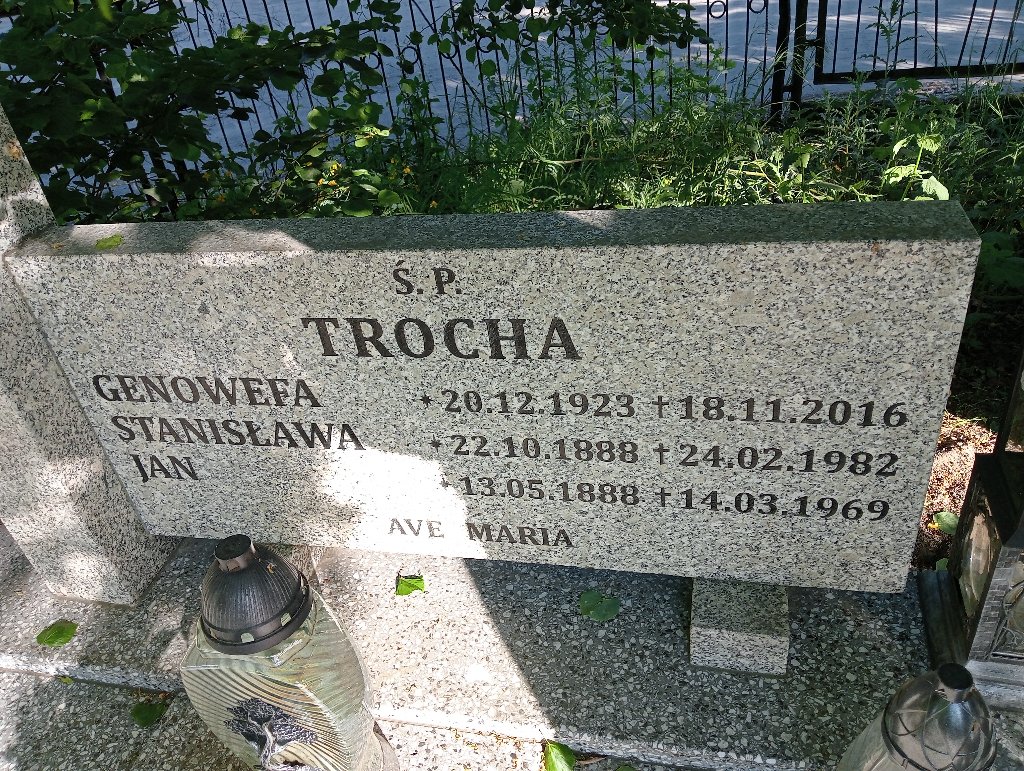 Ś. P.
TROCHA
GENOWEFA *20.12.1923 †18.11.2016
STANISŁAWA *22.10.1888 †24.02.1982
JAN *13.05.1888 †14.03.1969
AVE MARIA